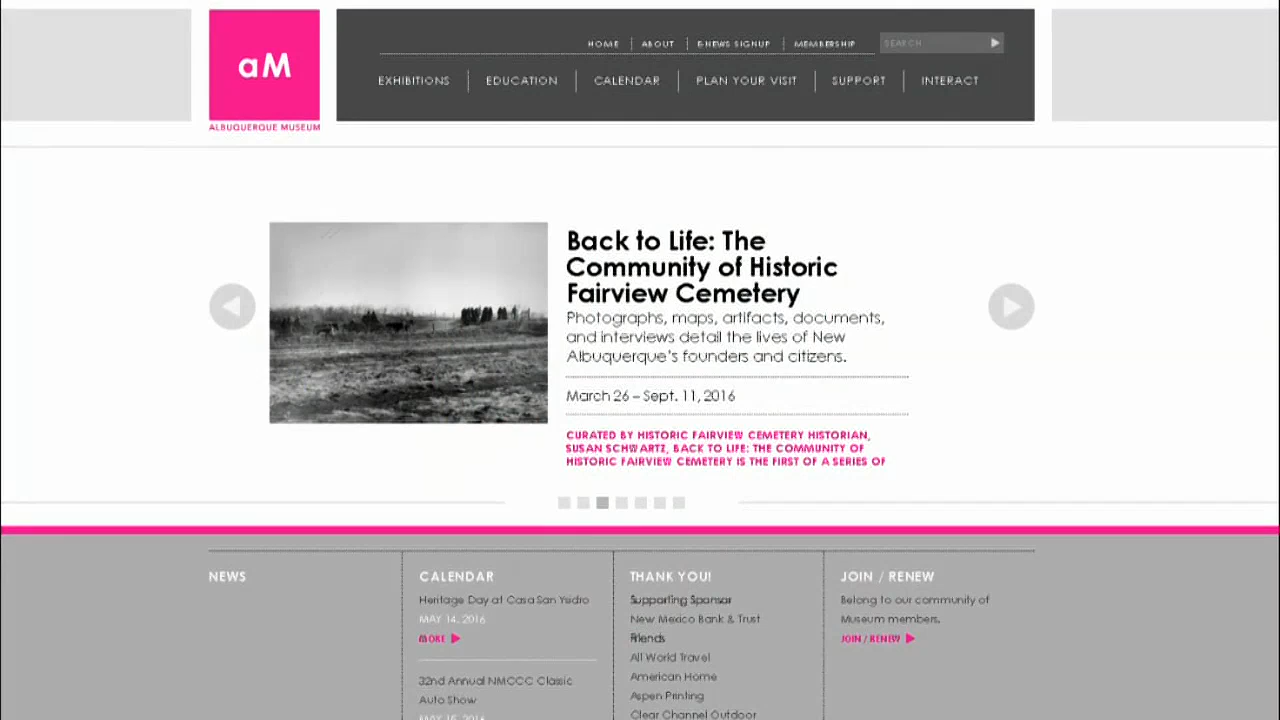 aM
ALBUQUERQUE MUSEUM
HOME
ABOUT
E-NEWS SIGNUP
MEMBERSHIP
SEARCH
EXHIBITIONS
EDUCATION
CALENDAR
PLAN YOUR VISIT
SUPPORT
INTERACT
Back to Life: The
Community of Historic
Fairview Cemetery
Photographs, maps, artifacts, documents,
and interviews detail the lives of New
Albuquerque's founders and citizens.
March 26 – Sept. 11, 2016
CURATED BY HISTORIC FAIRVIEW CEMETERY HISTORIAN,
SUSAN SCHWARTZ, BACK TO LIFE: THE COMMUNITY OF
HISTORIC FAIRVIEW CEMETERY IS THE FIRST OF A SERIES OF
NEWS
CALENDAR
Heritage Day at Casa San Ysidro
MAY 14, 2016
MORE
32nd Annual NMCCC Classic
Auto Show
MAY 15, 2016
THANK YOU!
Supporting Sponsor
New Mexico Bank & Trust
Friends
All World Travel
American Home
Aspen Printing
Clear Channel Outdoor
JOIN / RENEW
Belong to our community of
Museum members.
JOIN / RENEW